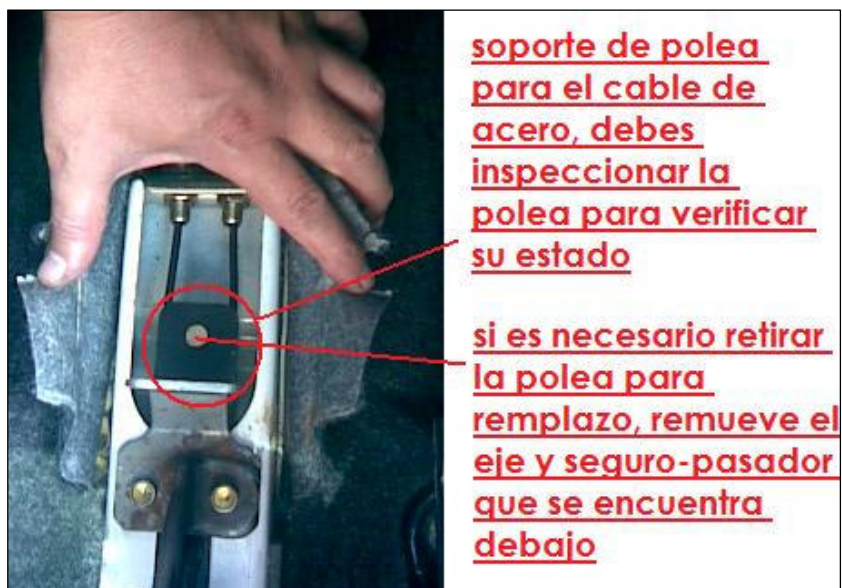 soporte de polea
para el cable de
acero, debes
inspeccionar la
polea para verificar
su estado
si es necesario retirar
la polea para
remplazo, remueve el
eje y seguro-pasador
que se encuentra
debajo